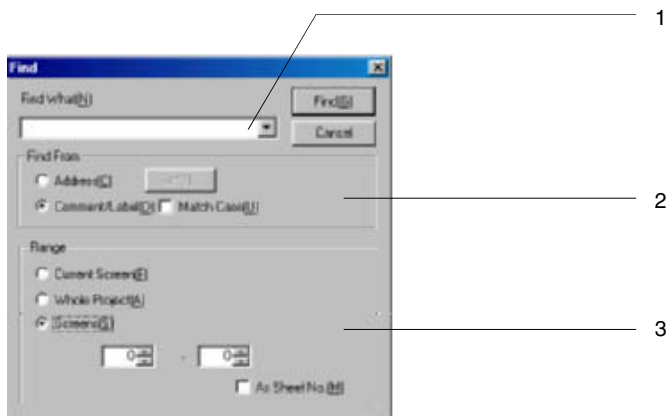 1
Find
Find What(N)
Find(G)
Cancel
Find From
Address(C)
Comment/Label(D) Match Case(U)
2
Range
Current Screen(E)
Whole Project(A)
Screens(S)
3
0 - 0
As Sheet No.(M)